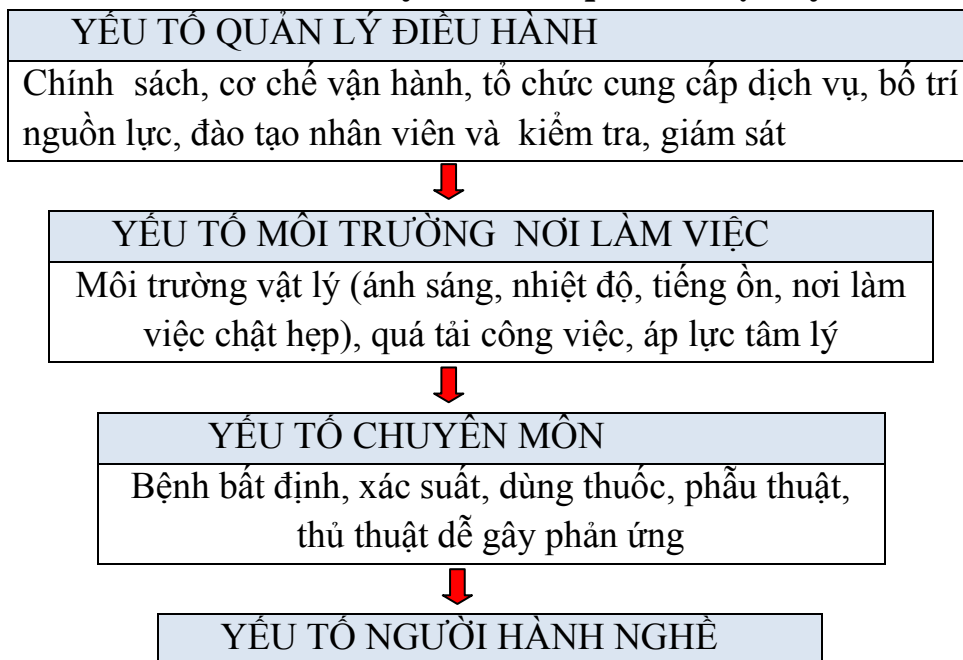 YẾU TỐ QUẢN LÝ ĐIỀU HÀNH
Chính sách, cơ chế vận hành, tổ chức cung cấp dịch vụ, bố trí
nguồn lực, đào tạo nhân viên và kiểm tra, giám sát
YẾU TỐ MÔI TRƯỜNG NƠI LÀM VIỆC
Môi trường vật lý (ánh sáng, nhiệt độ, tiếng ồn, nơi làm
việc chật hẹp), quá tải công việc, áp lực tâm lý
YẾU TỐ CHUYÊN MÔN
Bệnh bất định, xác suất, dùng thuốc, phẫu thuật,
thủ thuật dễ gây phản ứng
YẾU TỐ NGƯỜI HÀNH NGHỀ